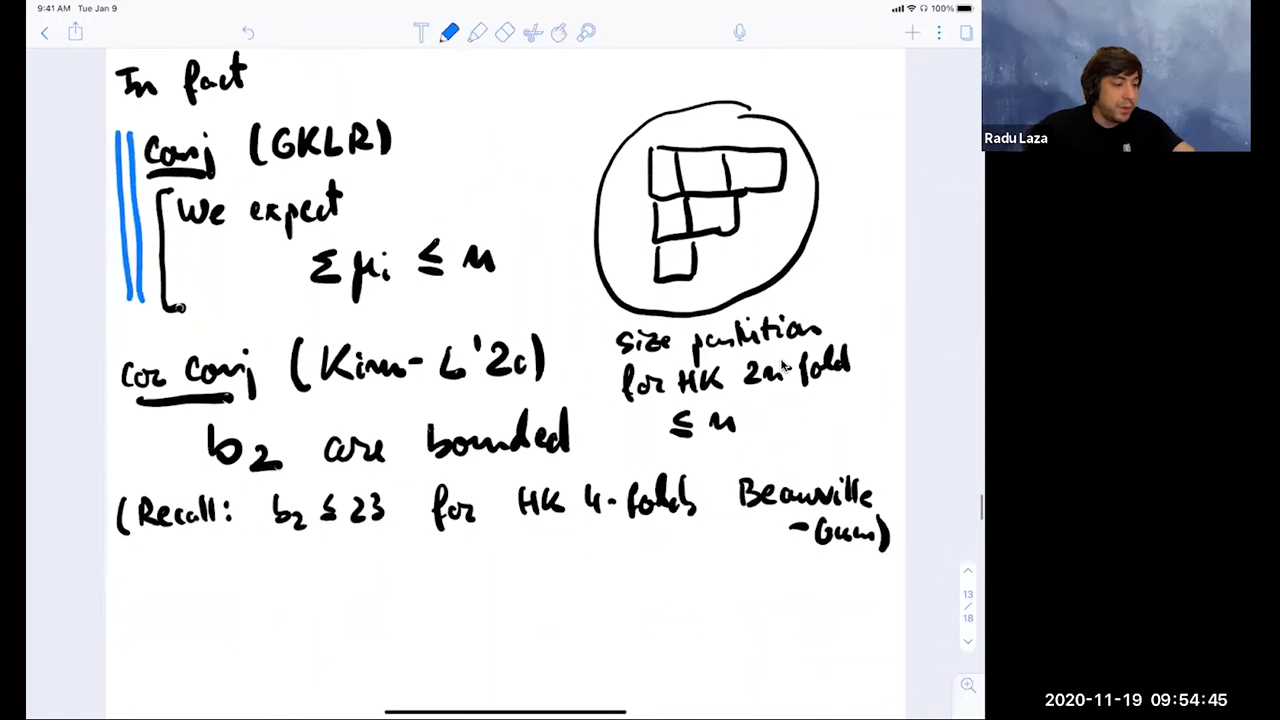 9:41 AM Tue Jan 9
100%
In fact
Conj (GKLR)
We expect
Σ μi ≤ n
size partition
for HK 2n-fold
≤ n
Cor Conj (Kim-L '20)
b2 are bounded
(Recall: b2 ≤ 23 for HK 4-folds Beauville
-Guan)
13
/
18
Radu Laza
2020-11-19 09:54:45